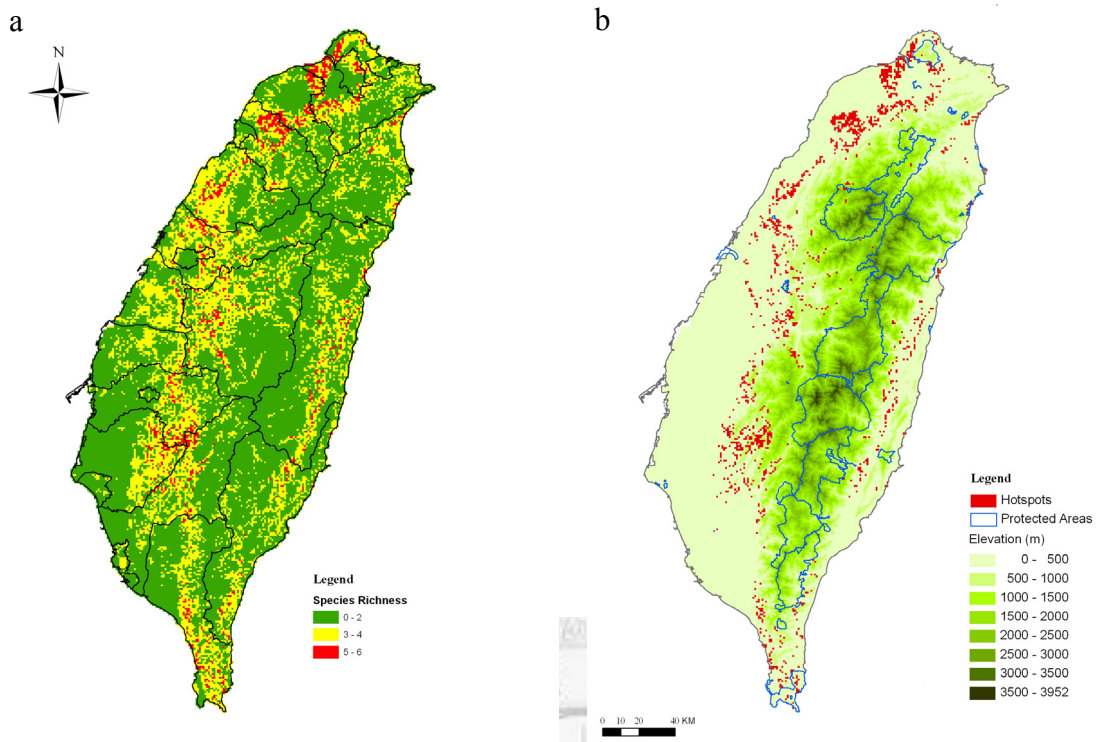 a
N
Legend
Species Richness
0 - 2
3 - 4
5 - 6
b
Legend
Hotspots
Protected Areas
Elevation (m)
0 - 500
500 - 1000
1000 - 1500
1500 - 2000
2000 - 2500
2500 - 3000
3000 - 3500
3500 - 3952
0 10 20 40 KM